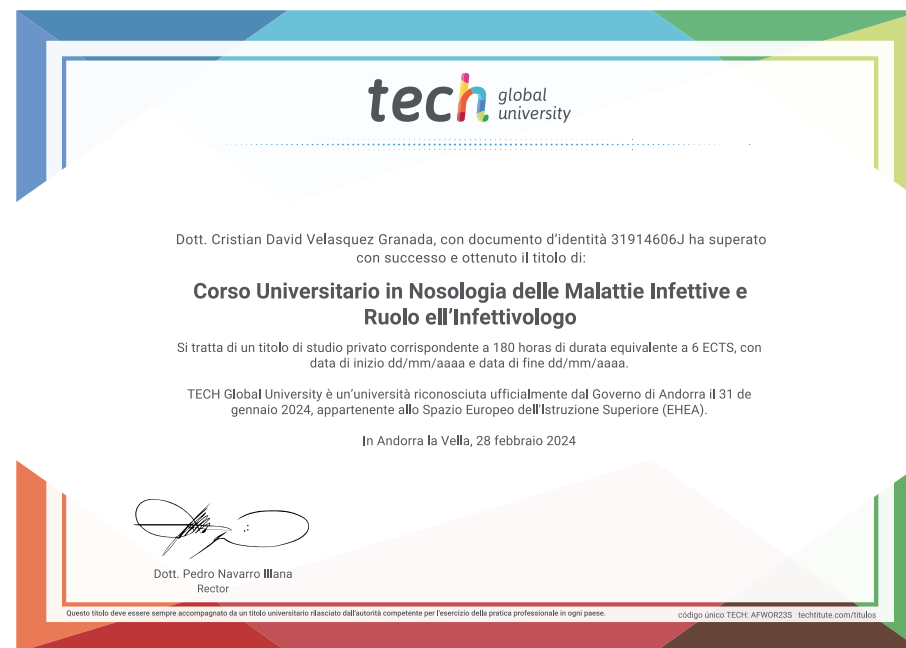 tech global university
Dott. Cristian David Velasquez Granada, con documento d'identità 31914606J ha superato
con successo e ottenuto il titolo di:
Corso Universitario in Nosologia delle Malattie Infettive e
Ruolo ell'Infettivologo
Si tratta di un titolo di studio privato corrispondente a 180 horas di durata equivalente a 6 ECTS, con
data di inizio dd/mm/aaaa e data di fine dd/mm/aaaa.
TECH Global University è un'università riconosciuta ufficialmente dal Governo di Andorra il 31 de
gennaio 2024, appartenente allo Spazio Europeo dell'Istruzione Superiore (EHEA).
In Andorra la Vella, 28 febbraio 2024
Dott. Pedro Navarro Illana
Rector
Questo titolo deve essere sempre accompagnato da un titolo universitario rilasciato dall'autorità competente per l'esercizio della pratica professionale in ogni paese.
código único TECH: AFWOR23S techtitute.com/titulos